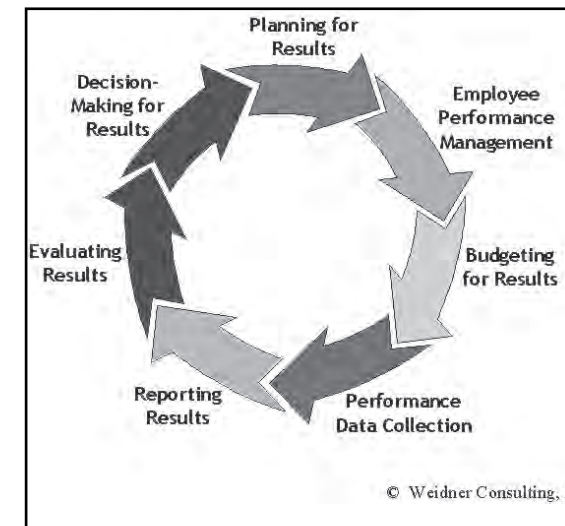 Planning for
Results
Employee
Performance
Management
Budgeting
for Results
Performance
Data Collection
Reporting
Results
Evaluating
Results
Decision-
Making for
Results
© Weidner Consulting,